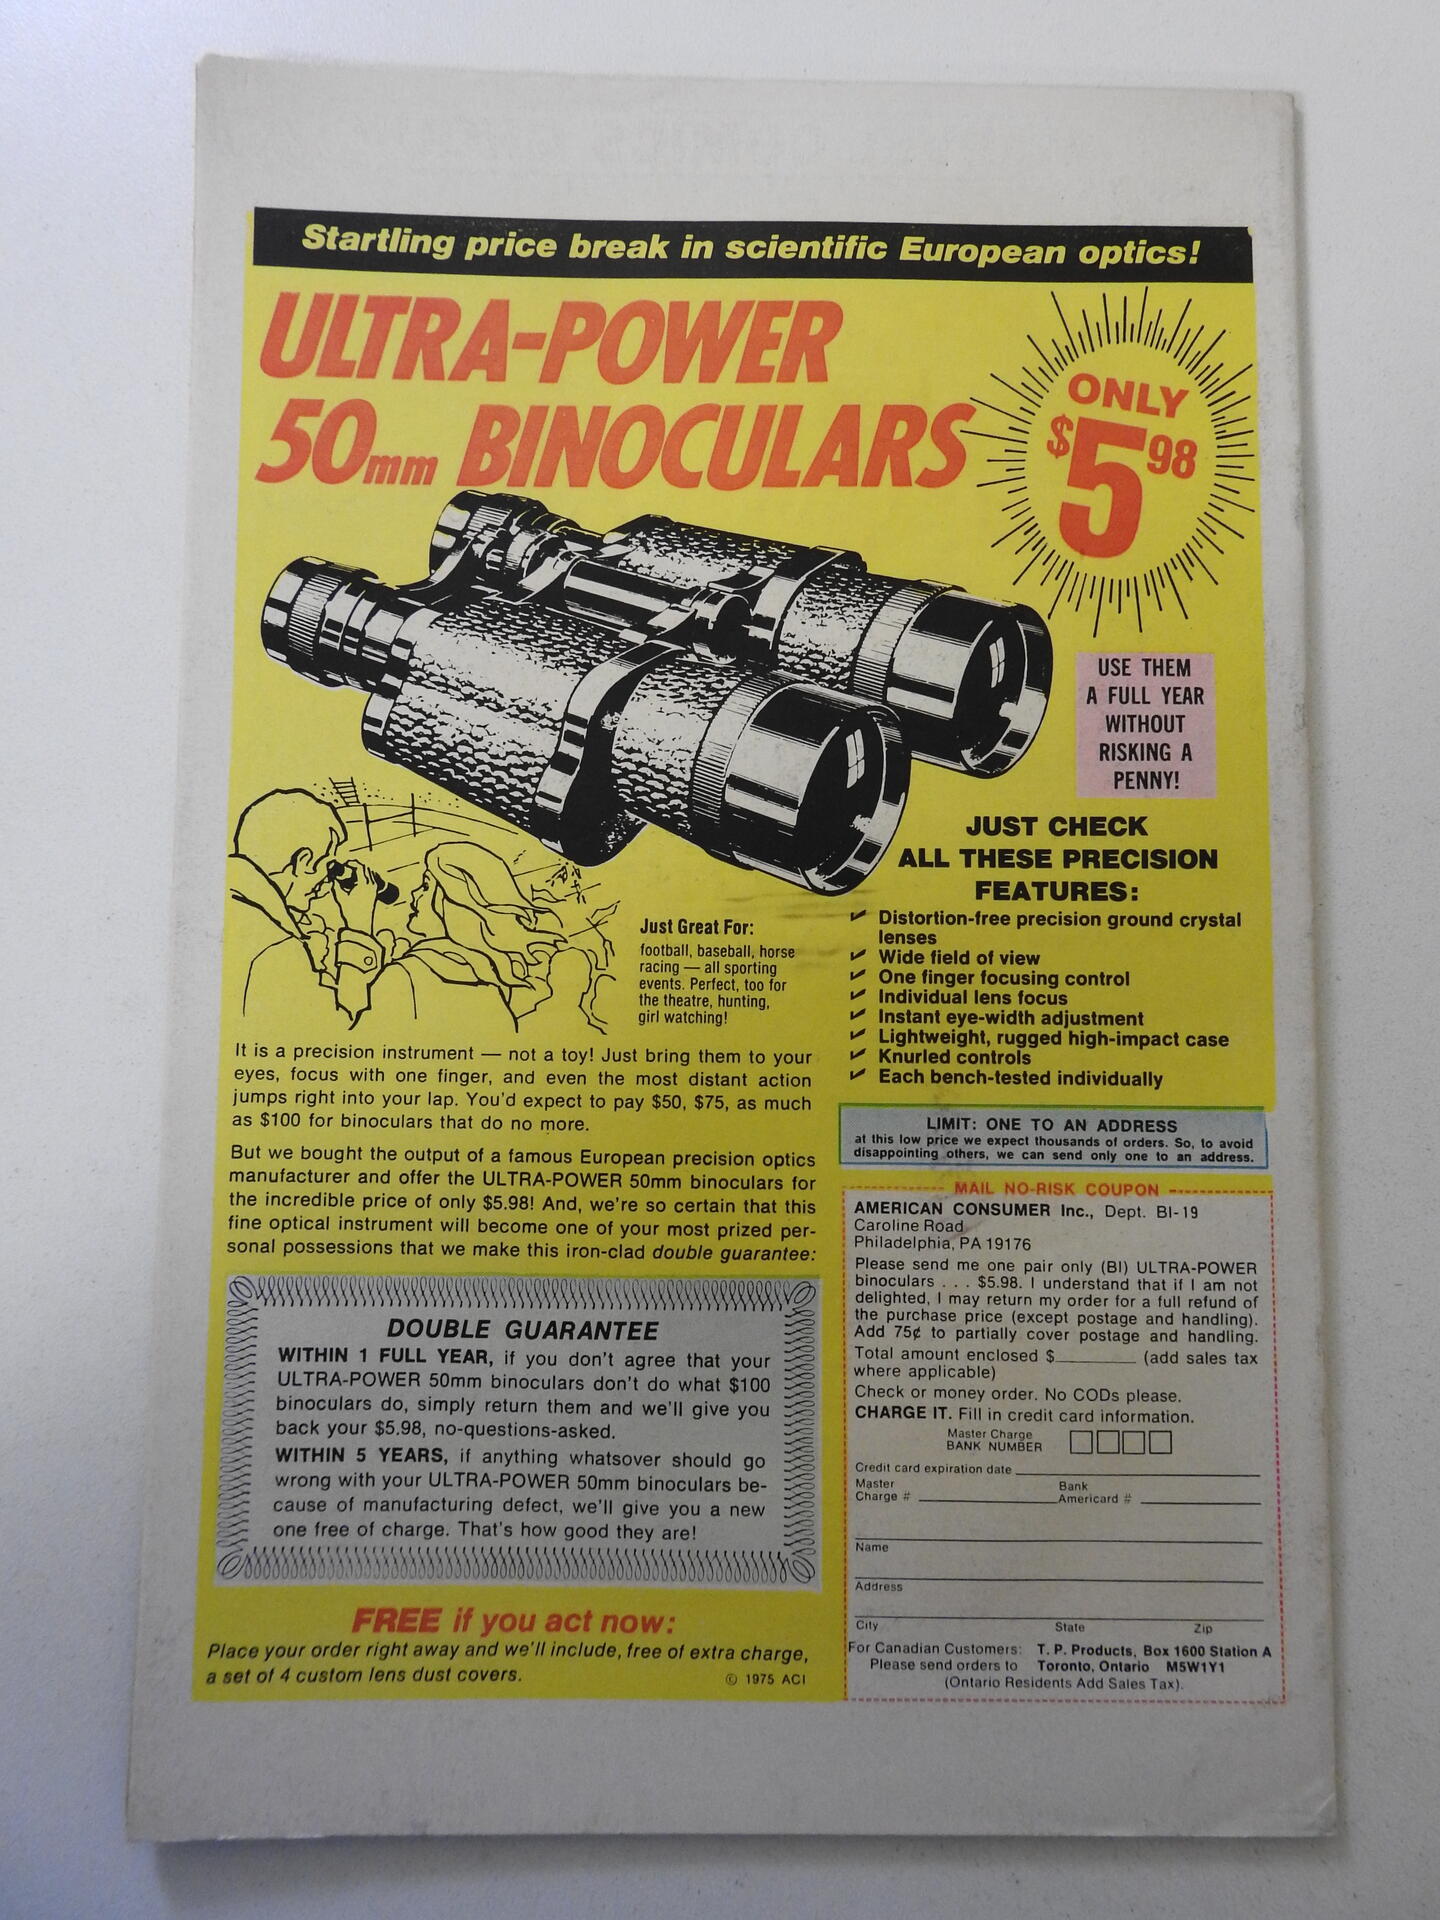 Startling price break in scientific European optics!
ULTRA-POWER
50mm BINOCULARS
ONLY
$5 98
USE THEM
A FULL YEAR
WITHOUT
RISKING A
PENNY!
JUST CHECK
ALL THESE PRECISION
FEATURES:
Distortion-free precision ground crystal
lenses
Wide field of view
One finger focusing control
Individual lens focus
Instant eye-width adjustment
Lightweight, rugged high-impact case
Knurled controls
Each bench-tested individually
Just Great For:
football, baseball, horse
racing — all sporting
events. Perfect, too for
the theatre, hunting,
girl watching!
It is a precision instrument — not a toy! Just bring them to your
eyes, focus with one finger, and even the most distant action
jumps right into your lap. You'd expect to pay $50, $75, as much
as $100 for binoculars that do no more.
But we bought the output of a famous European precision optics
manufacturer and offer the ULTRA-POWER 50mm binoculars for
the incredible price of only $5.98! And, we're so certain that this
fine optical instrument will become one of your most prized per-
sonal possessions that we make this iron-clad double guarantee:
DOUBLE GUARANTEE
WITHIN 1 FULL YEAR, if you don't agree that your
ULTRA-POWER 50mm binoculars don't do what $100
binoculars do, simply return them and we'll give you
back your $5.98, no-questions-asked.
WITHIN 5 YEARS, if anything whatsover should go
wrong with your ULTRA-POWER 50mm binoculars be-
cause of manufacturing defect, we'll give you a new
one free of charge. That's how good they are!
FREE if you act now:
Place your order right away and we'll include, free of extra charge,
a set of 4 custom lens dust covers.
© 1975 ACI
LIMIT: ONE TO AN ADDRESS
at this low price we expect thousands of orders. So, to avoid
disappointing others, we can send only one to an address.
MAIL NO-RISK COUPON
AMERICAN CONSUMER Inc., Dept. BI-19
Caroline Road
Philadelphia, PA 19176
Please send me one pair only (BI) ULTRA-POWER
binoculars . . . $5.98. I understand that if I am not
delighted, I may return my order for a full refund of
the purchase price (except postage and handling).
Add 75¢ to partially cover postage and handling.
Total amount enclosed $________ (add sales tax
where applicable)
Check or money order. No CODs please.
CHARGE IT. Fill in credit card information.
Master Charge
BANK NUMBER
Credit card expiration date
Master Bank
Charge # Americard #
Name
Address
City State Zip
For Canadian Customers: T. P. Products, Box 1600 Station A
Please send orders to Toronto, Ontario M5W1Y1
(Ontario Residents Add Sales Tax).